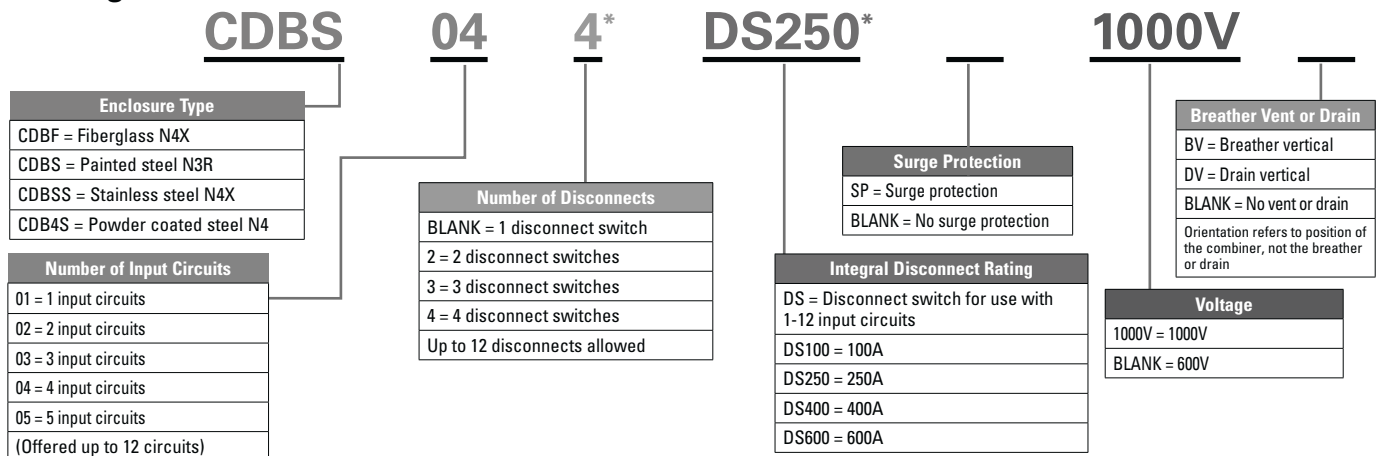 CDBS 04 4* DS250* 1000V
Enclosure Type
CDBF = Fiberglass N4X
CDBS = Painted steel N3R
CDBSS = Stainless steel N4X
CDB4S = Powder coated steel N4
Number of Input Circuits
01 = 1 input circuits
02 = 2 input circuits
03 = 3 input circuits
04 = 4 input circuits
05 = 5 input circuits
(Offered up to 12 circuits)
Number of Disconnects
BLANK = 1 disconnect switch
2 = 2 disconnect switches
3 = 3 disconnect switches
4 = 4 disconnect switches
Up to 12 disconnects allowed
Surge Protection
SP = Surge protection
BLANK = No surge protection
Integral Disconnect Rating
DS = Disconnect switch for use with
1-12 input circuits
DS100 = 100A
DS250 = 250A
DS400 = 400A
DS600 = 600A
Breather Vent or Drain
BV = Breather vertical
DV = Drain vertical
BLANK = No vent or drain
Orientation refers to position of
the combiner, not the breather
or drain
Voltage
1000V = 1000V
BLANK = 600V